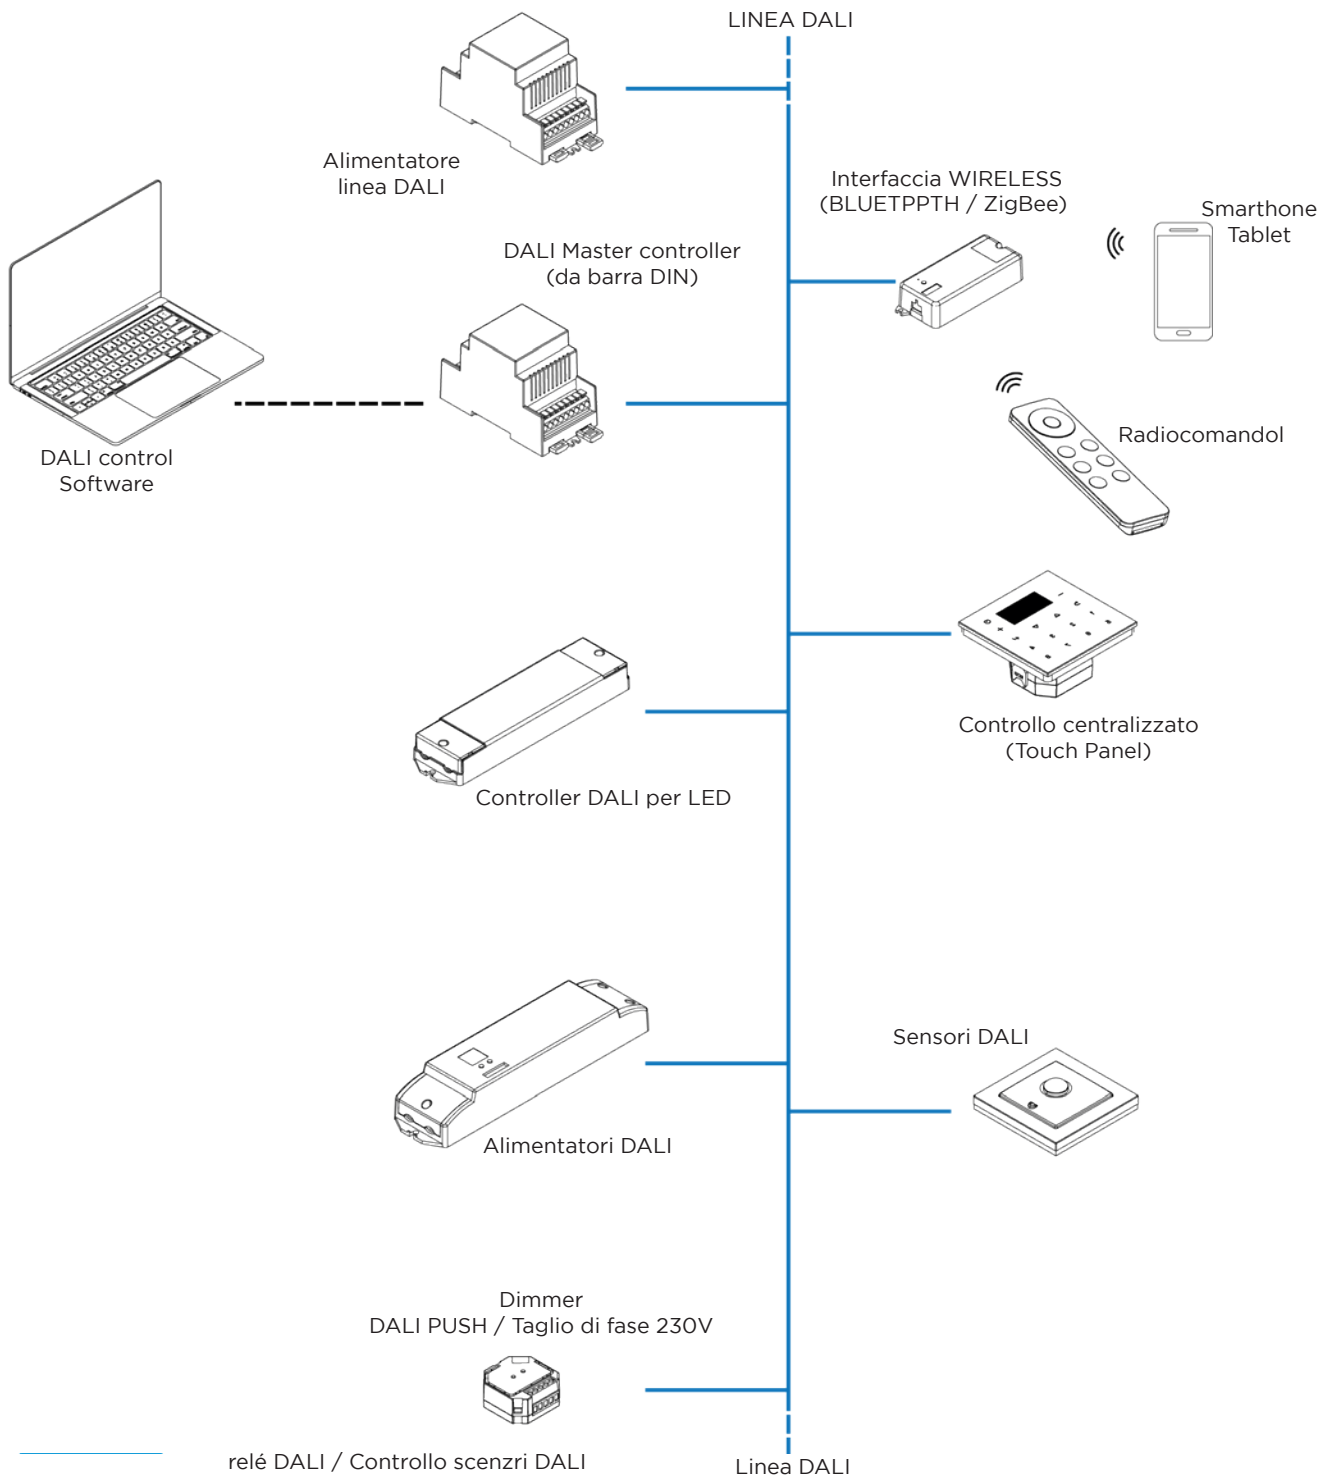 LINEA DALI
Alimentatore
linea DALI
Interfaccia WIRELESS
(BLUETPPTH / ZigBee)
Smarthone
Tablet
DALI Master controller
(da barra DIN)
Radiocomandol
DALI control
Software
Controllo centralizzato
(Touch Panel)
Controller DALI per LED
Sensori DALI
Alimentatori DALI
Dimmer
DALI PUSH / Taglio di fase 230V
relé DALI / Controllo scenzri DALI
Linea DALI